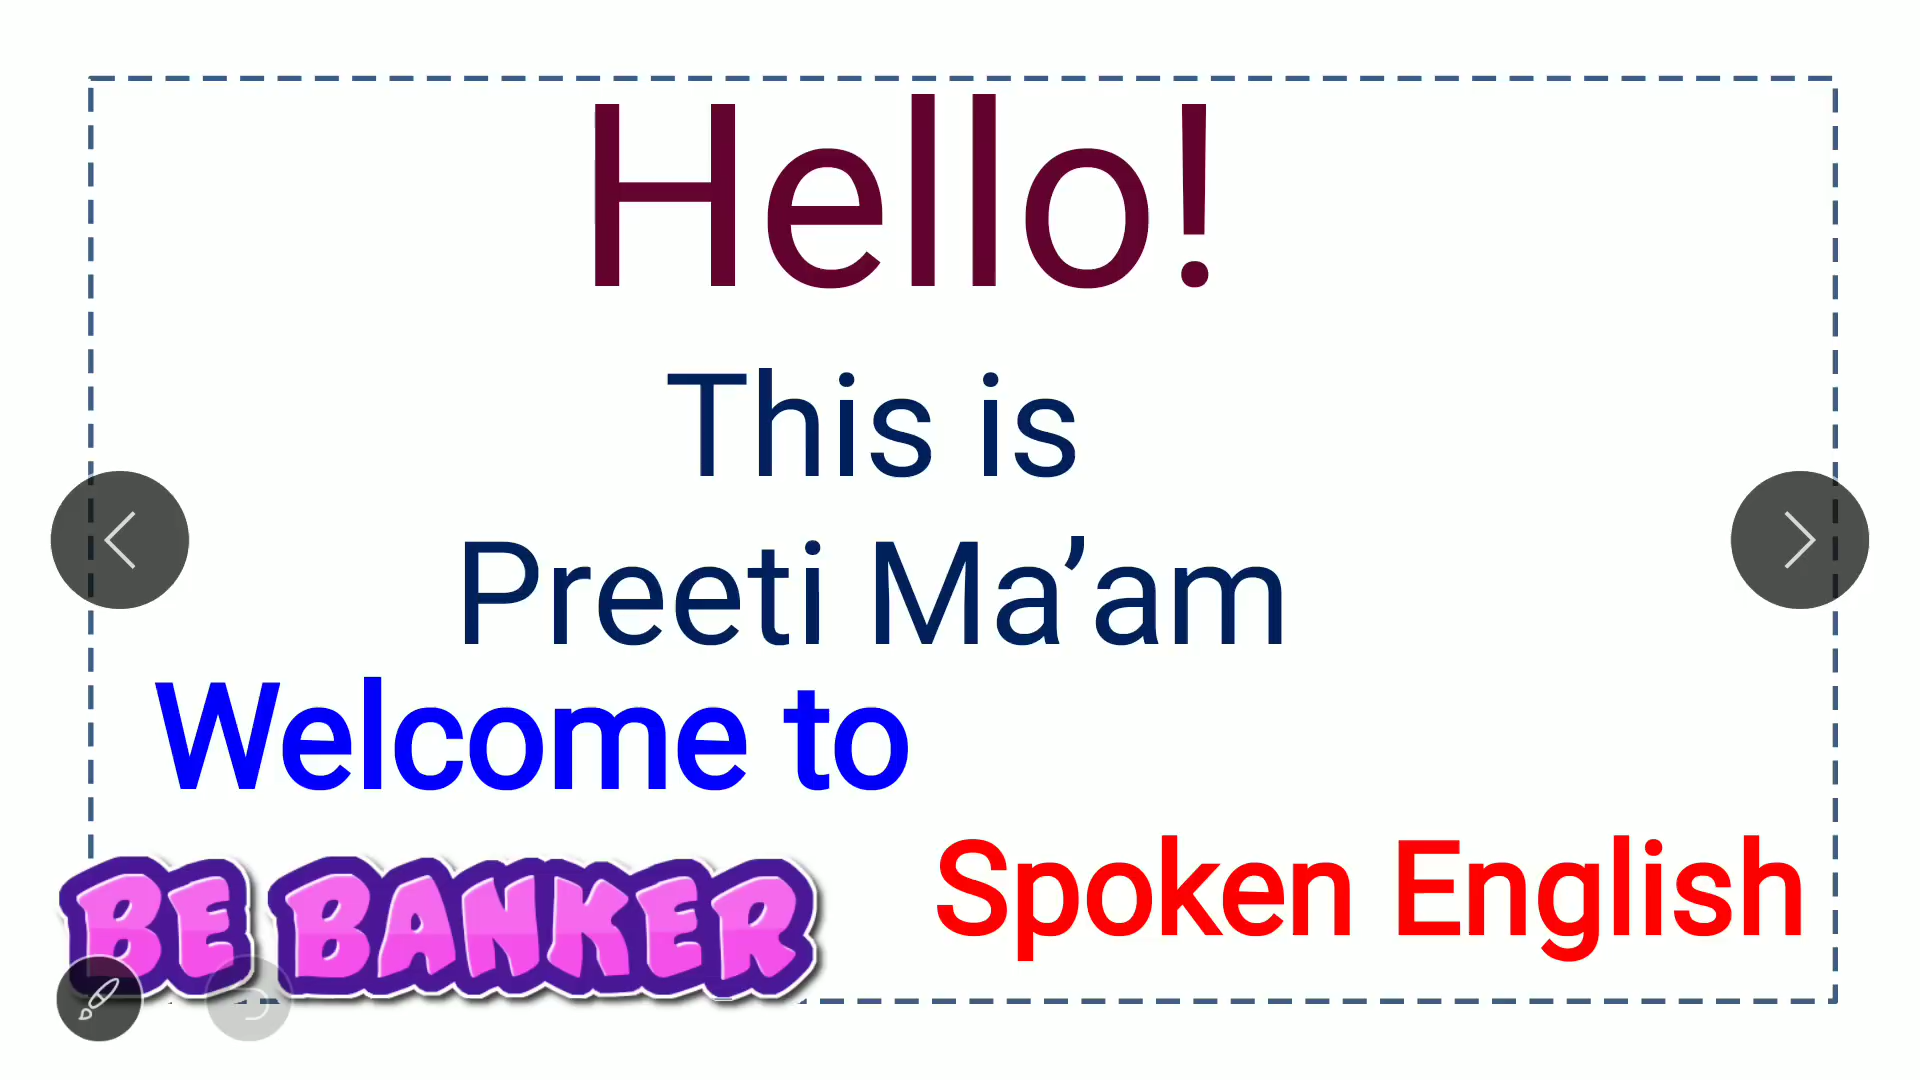 Hello!
This is
Preeti Ma’am
Welcome to
BE BANKER
Spoken English